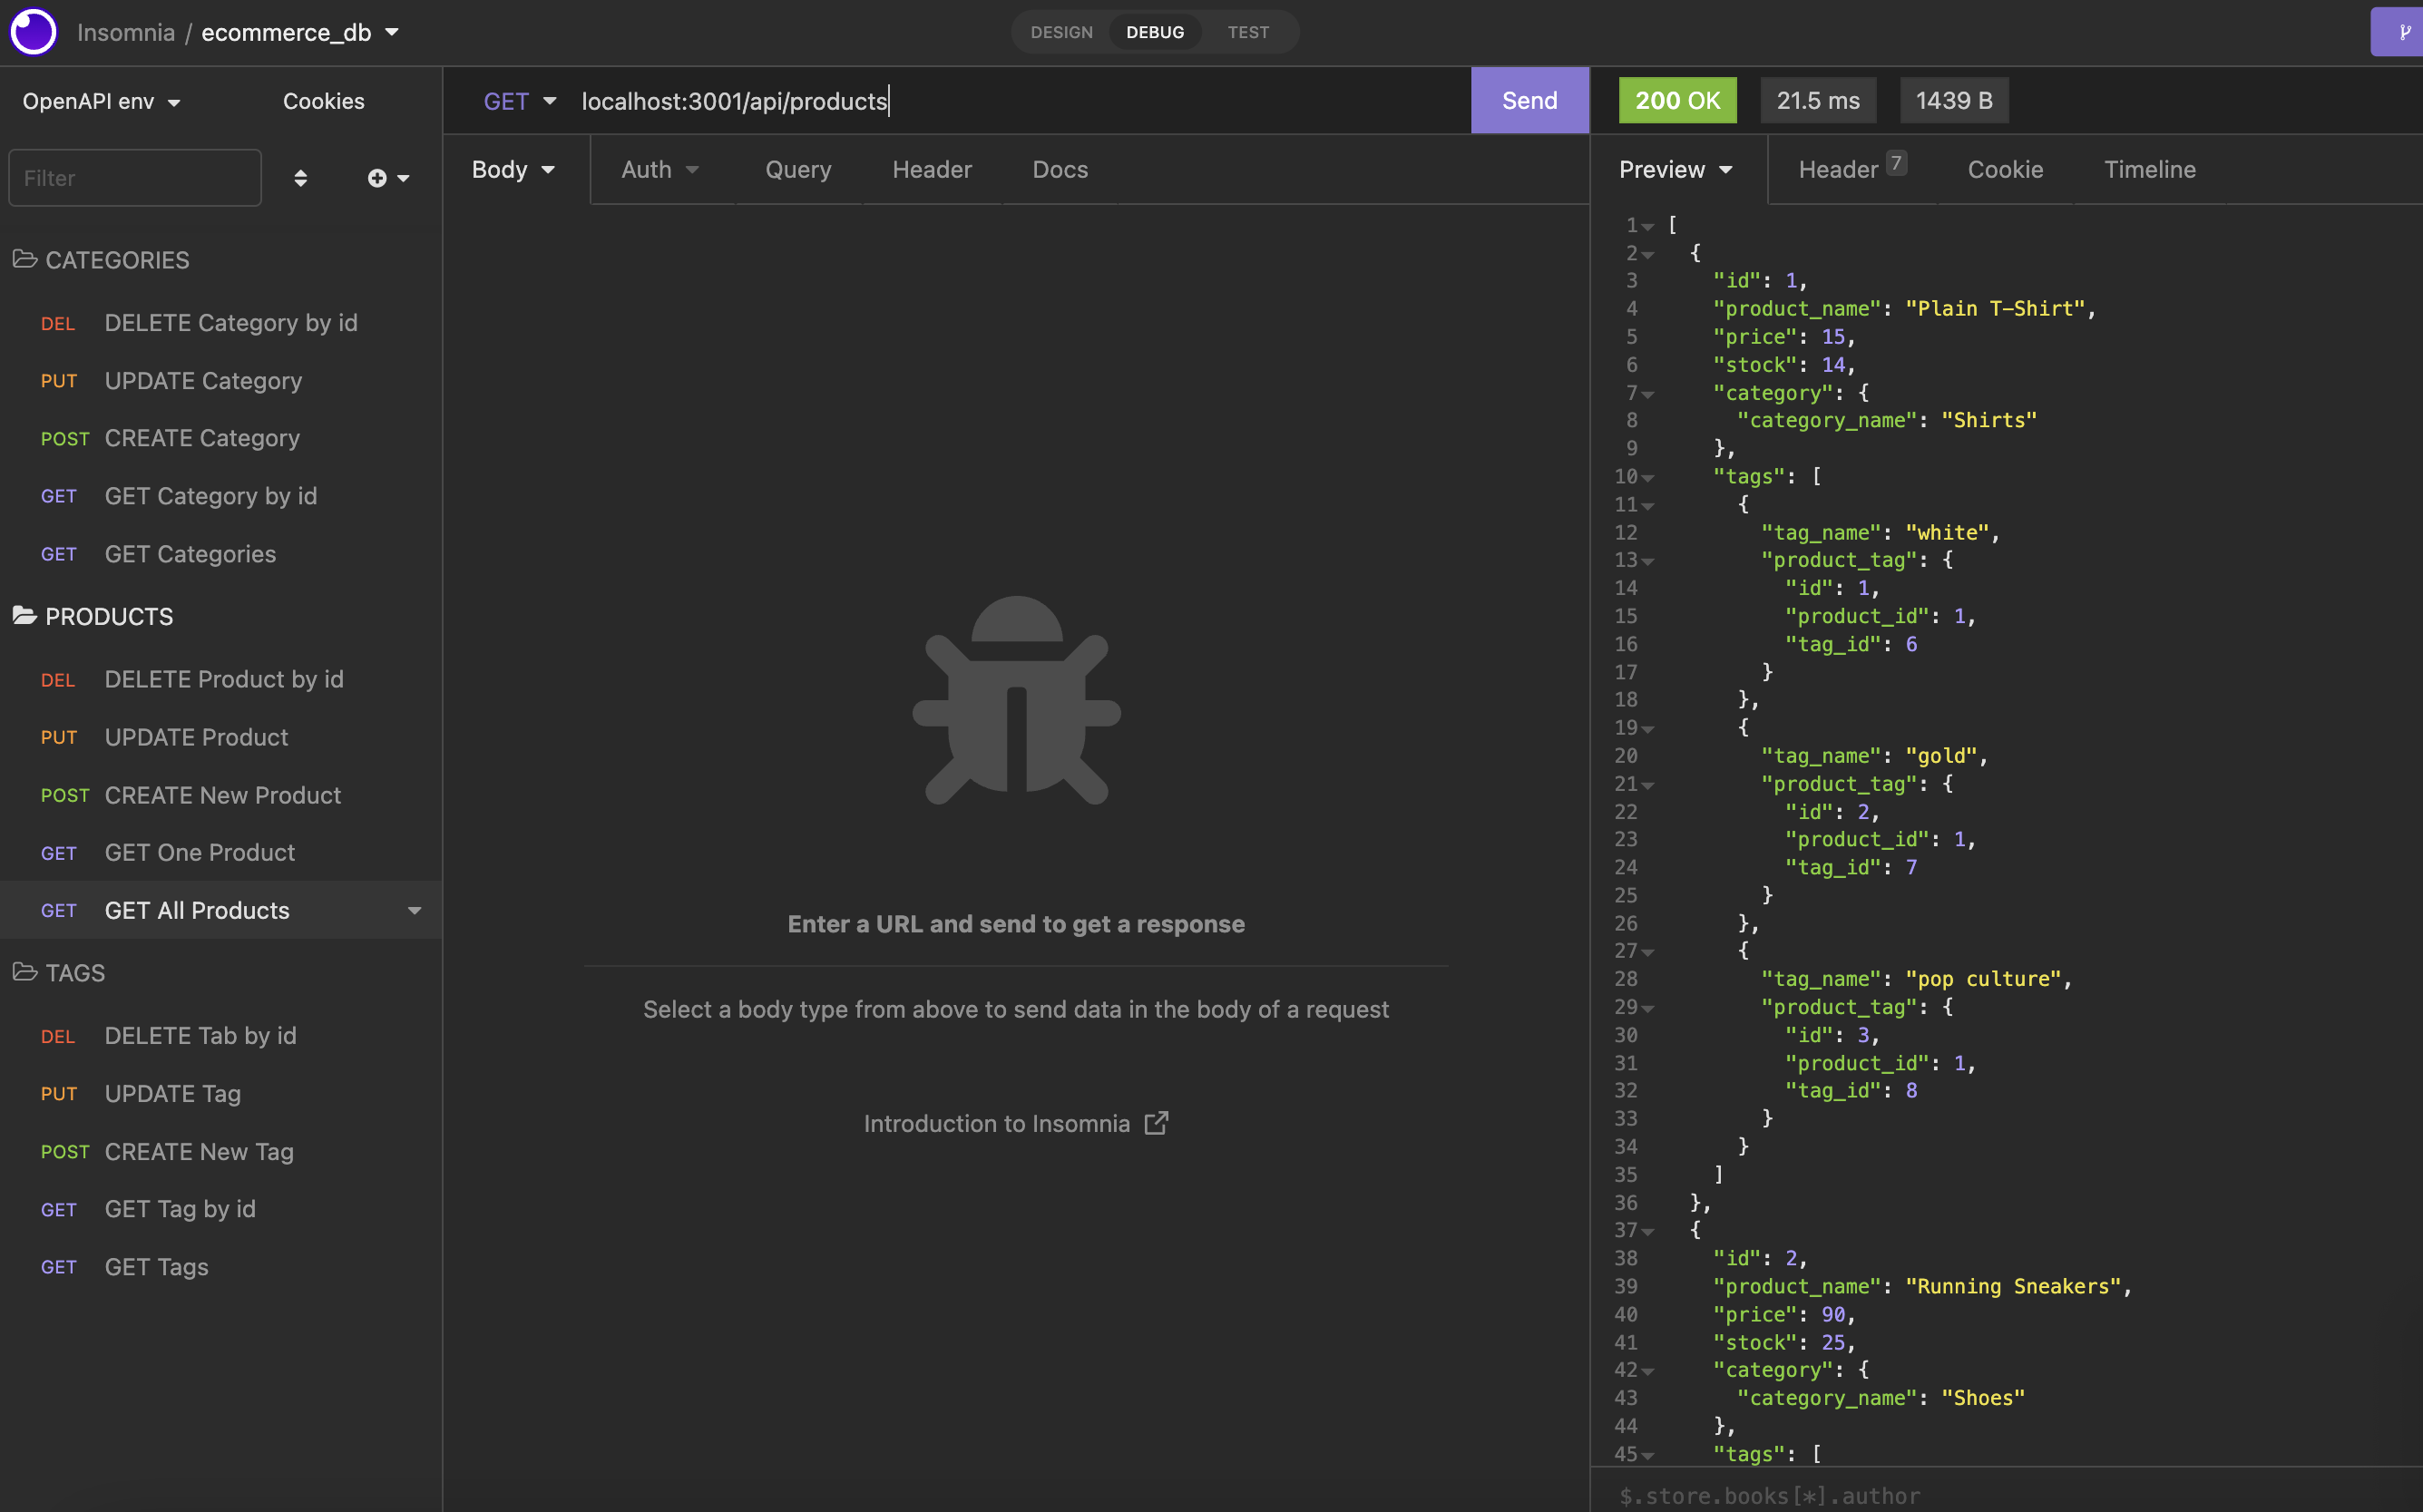 Insomnia / ecommerce_db
DESIGN DEBUG TEST
OpenAPI env Cookies
Filter
CATEGORIES
DEL DELETE Category by id
PUT UPDATE Category
POST CREATE Category
GET GET Category by id
GET GET Categories
PRODUCTS
DEL DELETE Product by id
PUT UPDATE Product
POST CREATE New Product
GET GET One Product
GET GET All Products
TAGS
DEL DELETE Tab by id
PUT UPDATE Tag
POST CREATE New Tag
GET GET Tag by id
GET GET Tags
GET localhost:3001/api/products Send
Body Auth Query Header Docs
Enter a URL and send to get a response
Select a body type from above to send data in the body of a request
Introduction to Insomnia
200 OK 21.5 ms 1439 B
Preview Header 7 Cookie Timeline
1 [
2 {
3 "id": 1,
4 "product_name": "Plain T-Shirt",
5 "price": 15,
6 "stock": 14,
7 "category": {
8 "category_name": "Shirts"
9 },
10 "tags": [
11 {
12 "tag_name": "white",
13 "product_tag": {
14 "id": 1,
15 "product_id": 1,
16 "tag_id": 6
17 }
18 },
19 {
20 "tag_name": "gold",
21 "product_tag": {
22 "id": 2,
23 "product_id": 1,
24 "tag_id": 7
25 }
26 },
27 {
28 "tag_name": "pop culture",
29 "product_tag": {
30 "id": 3,
31 "product_id": 1,
32 "tag_id": 8
33 }
34 }
35 ]
36 },
37 {
38 "id": 2,
39 "product_name": "Running Sneakers",
40 "price": 90,
41 "stock": 25,
42 "category": {
43 "category_name": "Shoes"
44 },
45 "tags": [
$.store.books[*].author